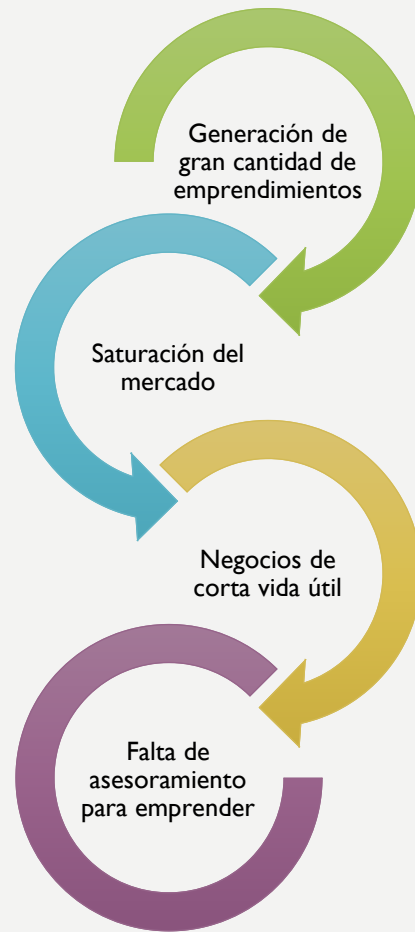 Generación de
gran cantidad de
emprendimientos
Saturación del
mercado
Negocios de
corta vida útil
Falta de
asesoramiento
para emprender